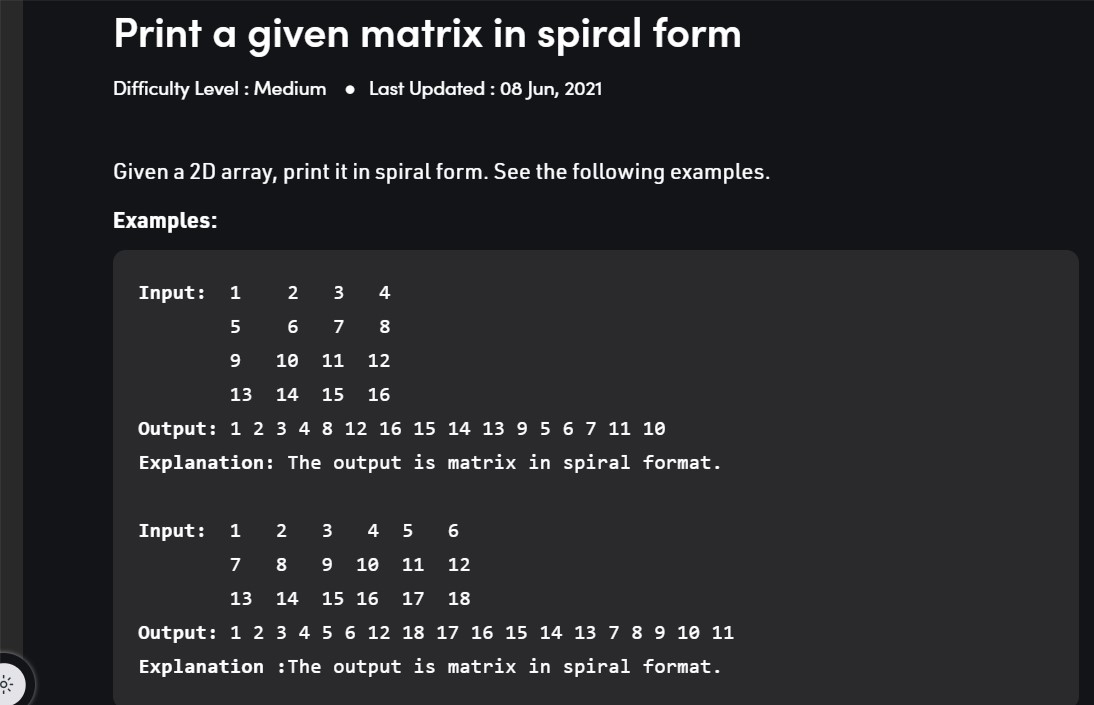 Print a given matrix in spiral form
Difficulty Level : Medium ● Last Updated : 08 Jun, 2021
Given a 2D array, print it in spiral form. See the following examples.
Examples:
Input:  1    2   3   4
        5    6   7   8
        9   10  11  12
        13  14  15  16
Output: 1 2 3 4 8 12 16 15 14 13 9 5 6 7 11 10
Explanation: The output is matrix in spiral format.
Input:  1   2   3   4  5   6
        7   8   9  10  11  12
        13  14  15 16  17  18
Output: 1 2 3 4 5 6 12 18 17 16 15 14 13 7 8 9 10 11
Explanation :The output is matrix in spiral format.